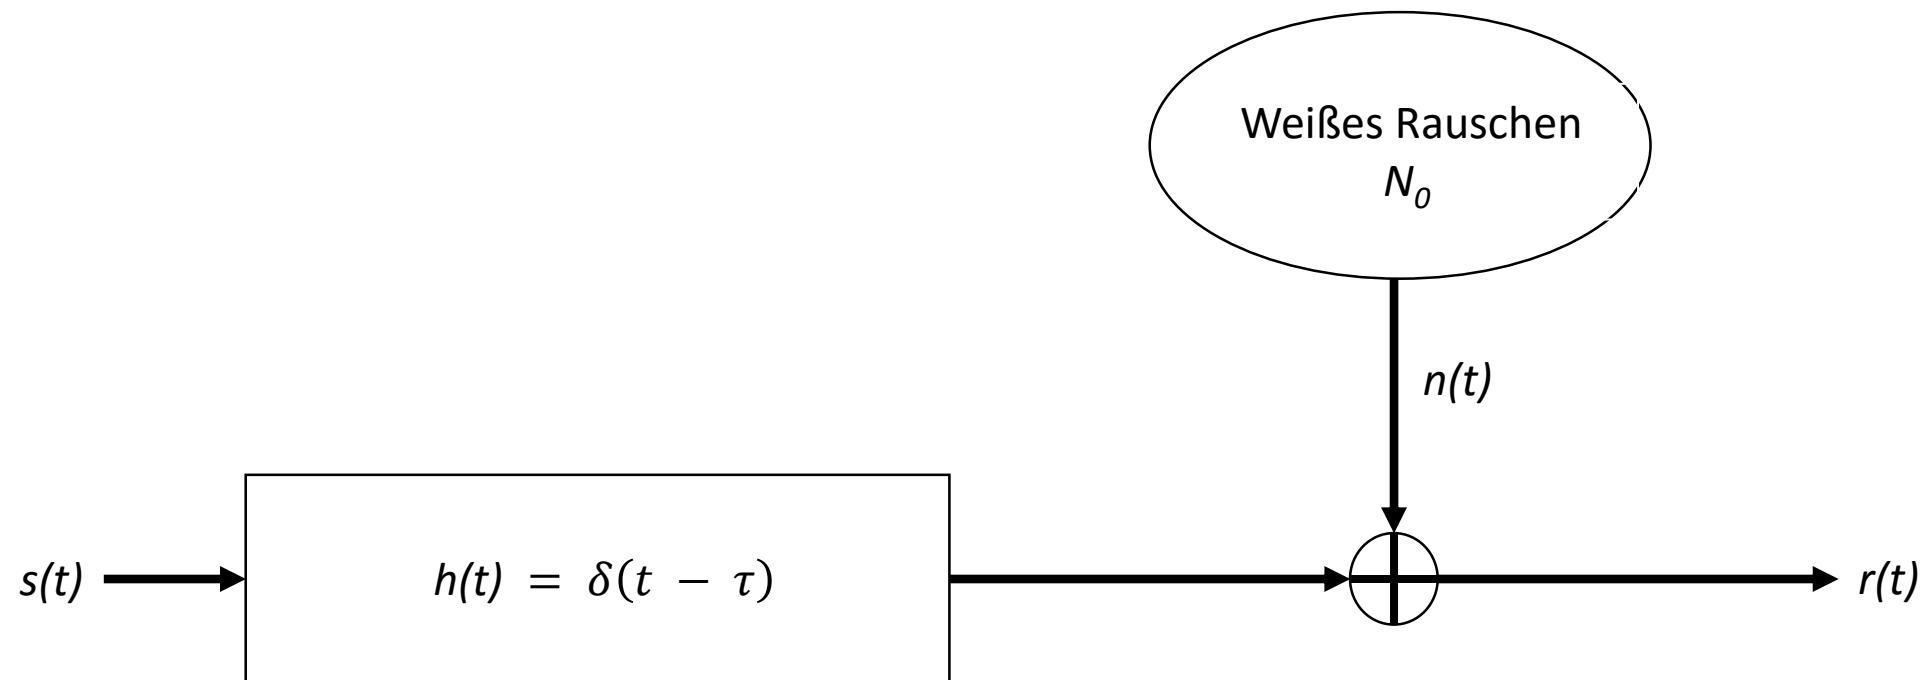 Weißes Rauschen
N₀
n(t)
s(t)
h(t) = δ(t − τ)
r(t)